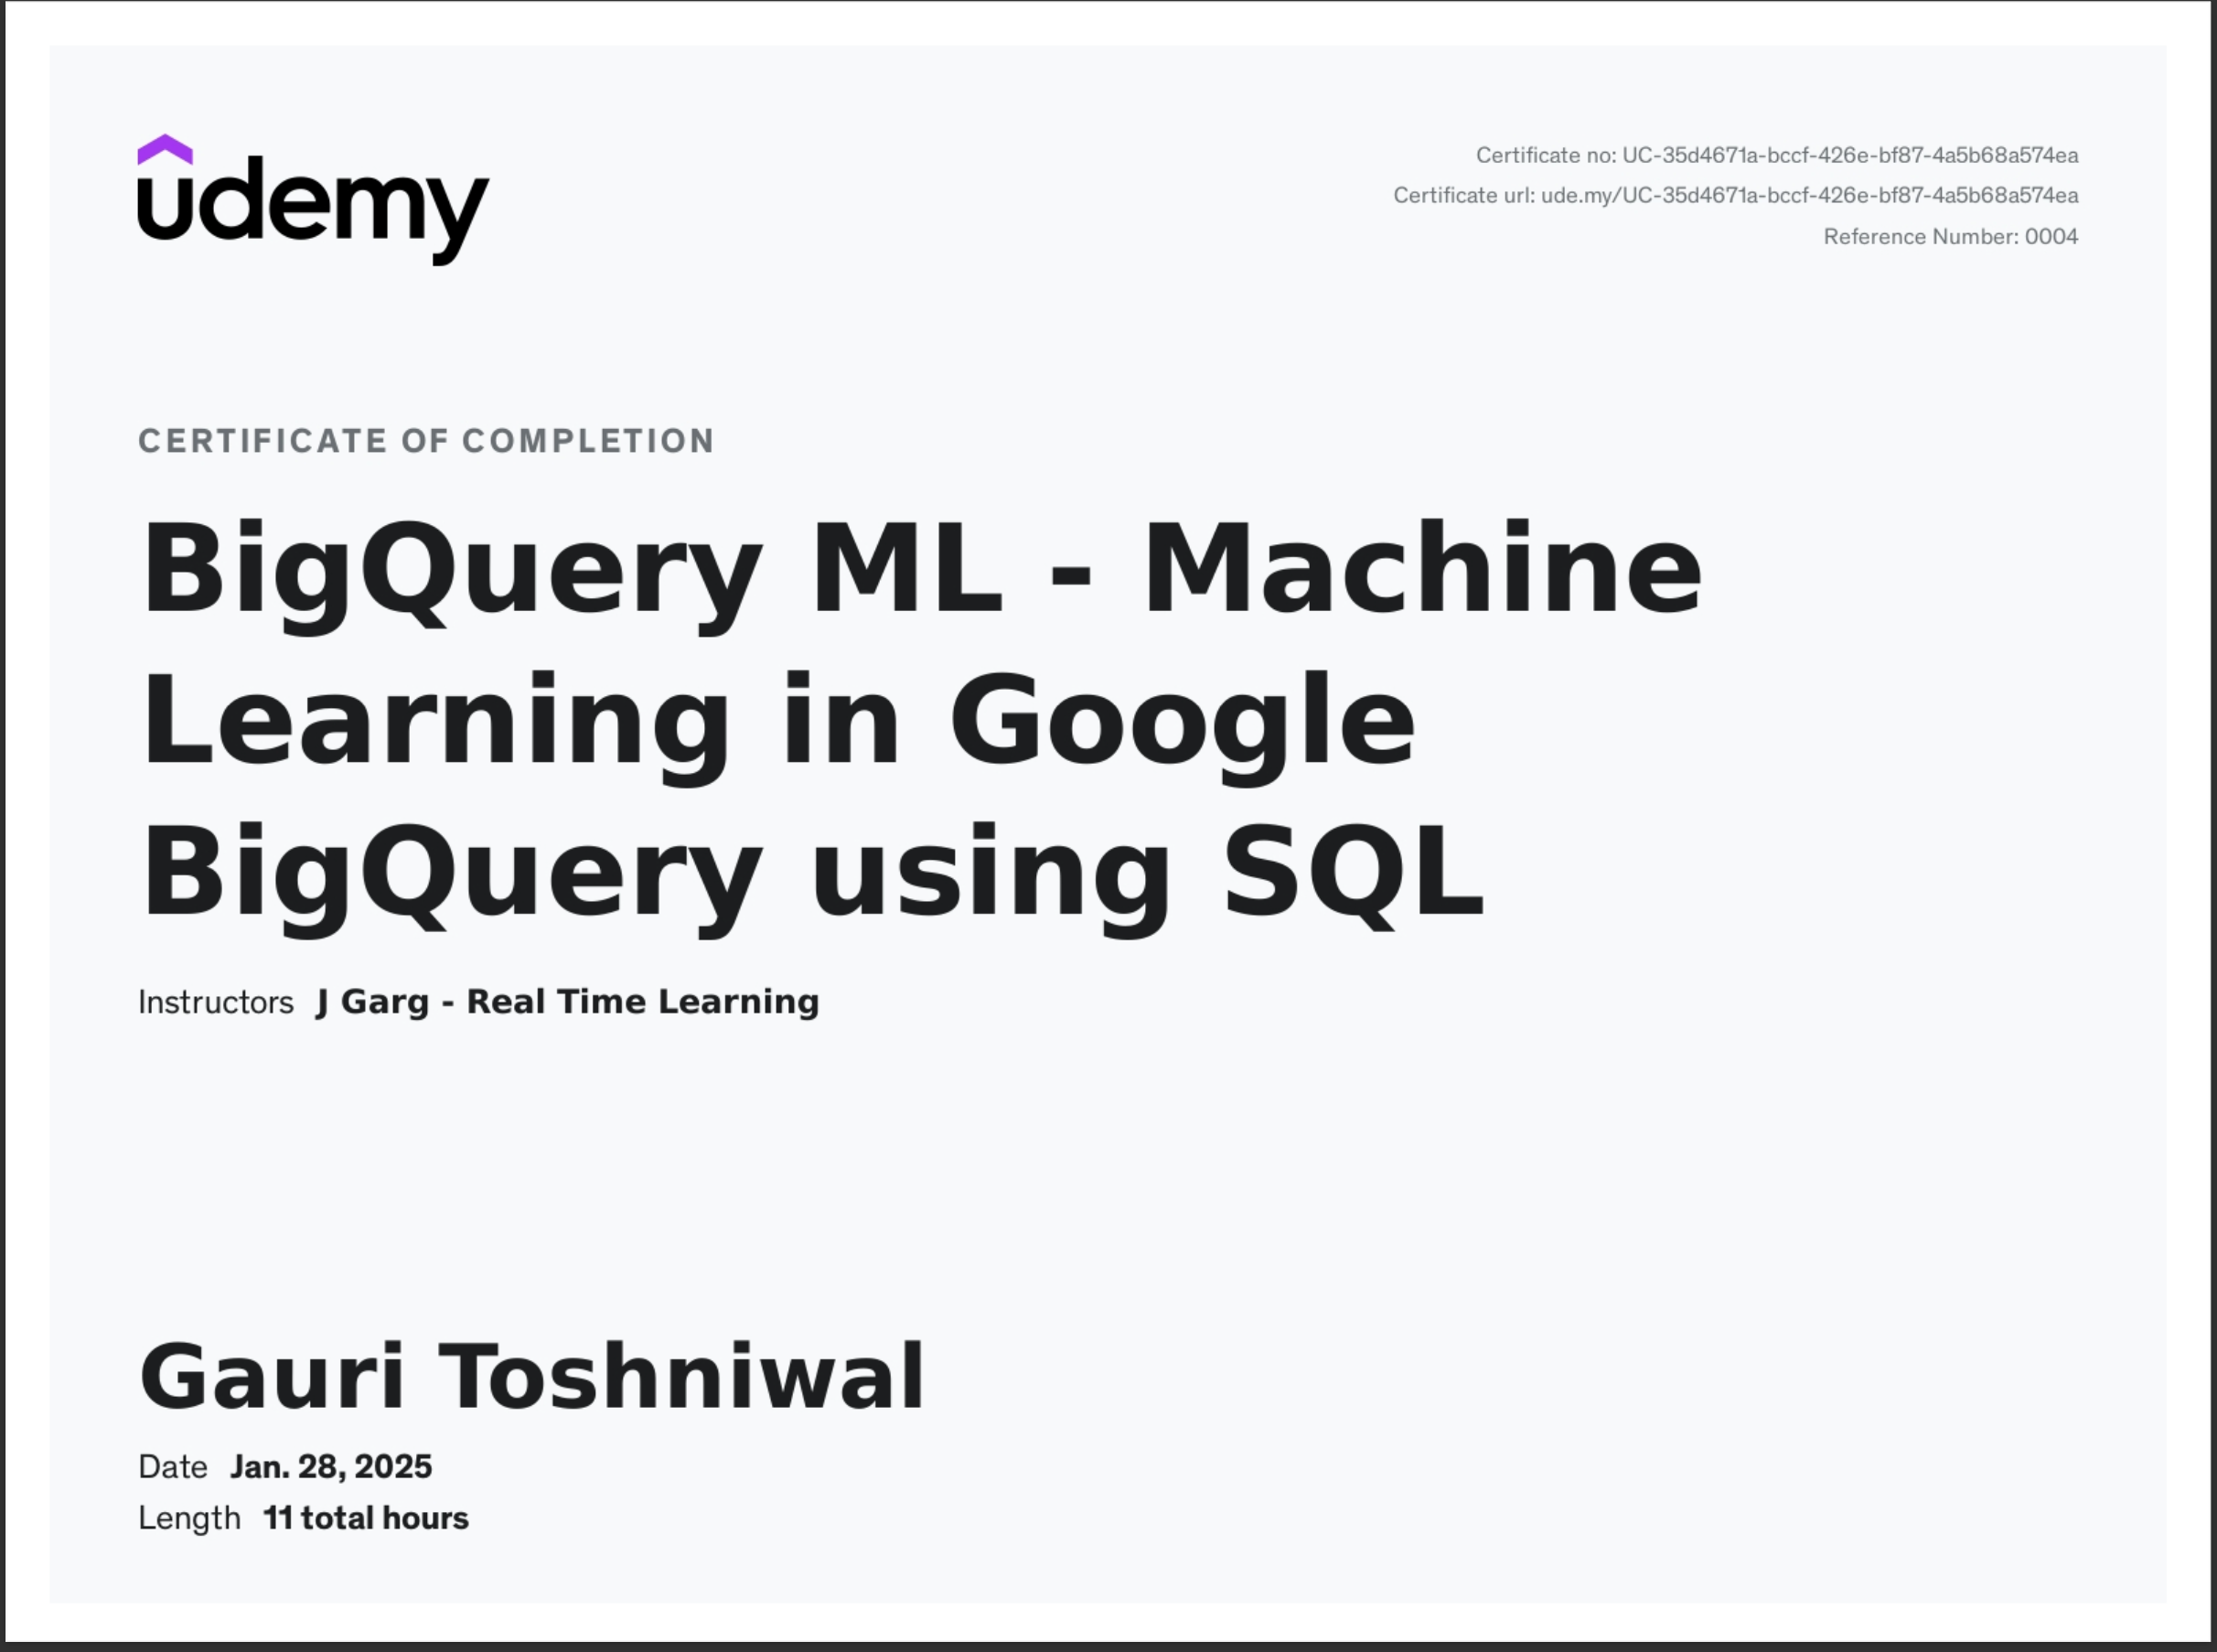 udemy
Certificate no: UC-35d4671a-bccf-426e-bf87-4a5b68a574ea
Certificate url: ude.my/UC-35d4671a-bccf-426e-bf87-4a5b68a574ea
Reference Number: 0004
CERTIFICATE OF COMPLETION
BigQuery ML - Machine
Learning in Google
BigQuery using SQL
Instructors J Garg - Real Time Learning
Gauri Toshniwal
Date Jan. 28, 2025
Length 11 total hours